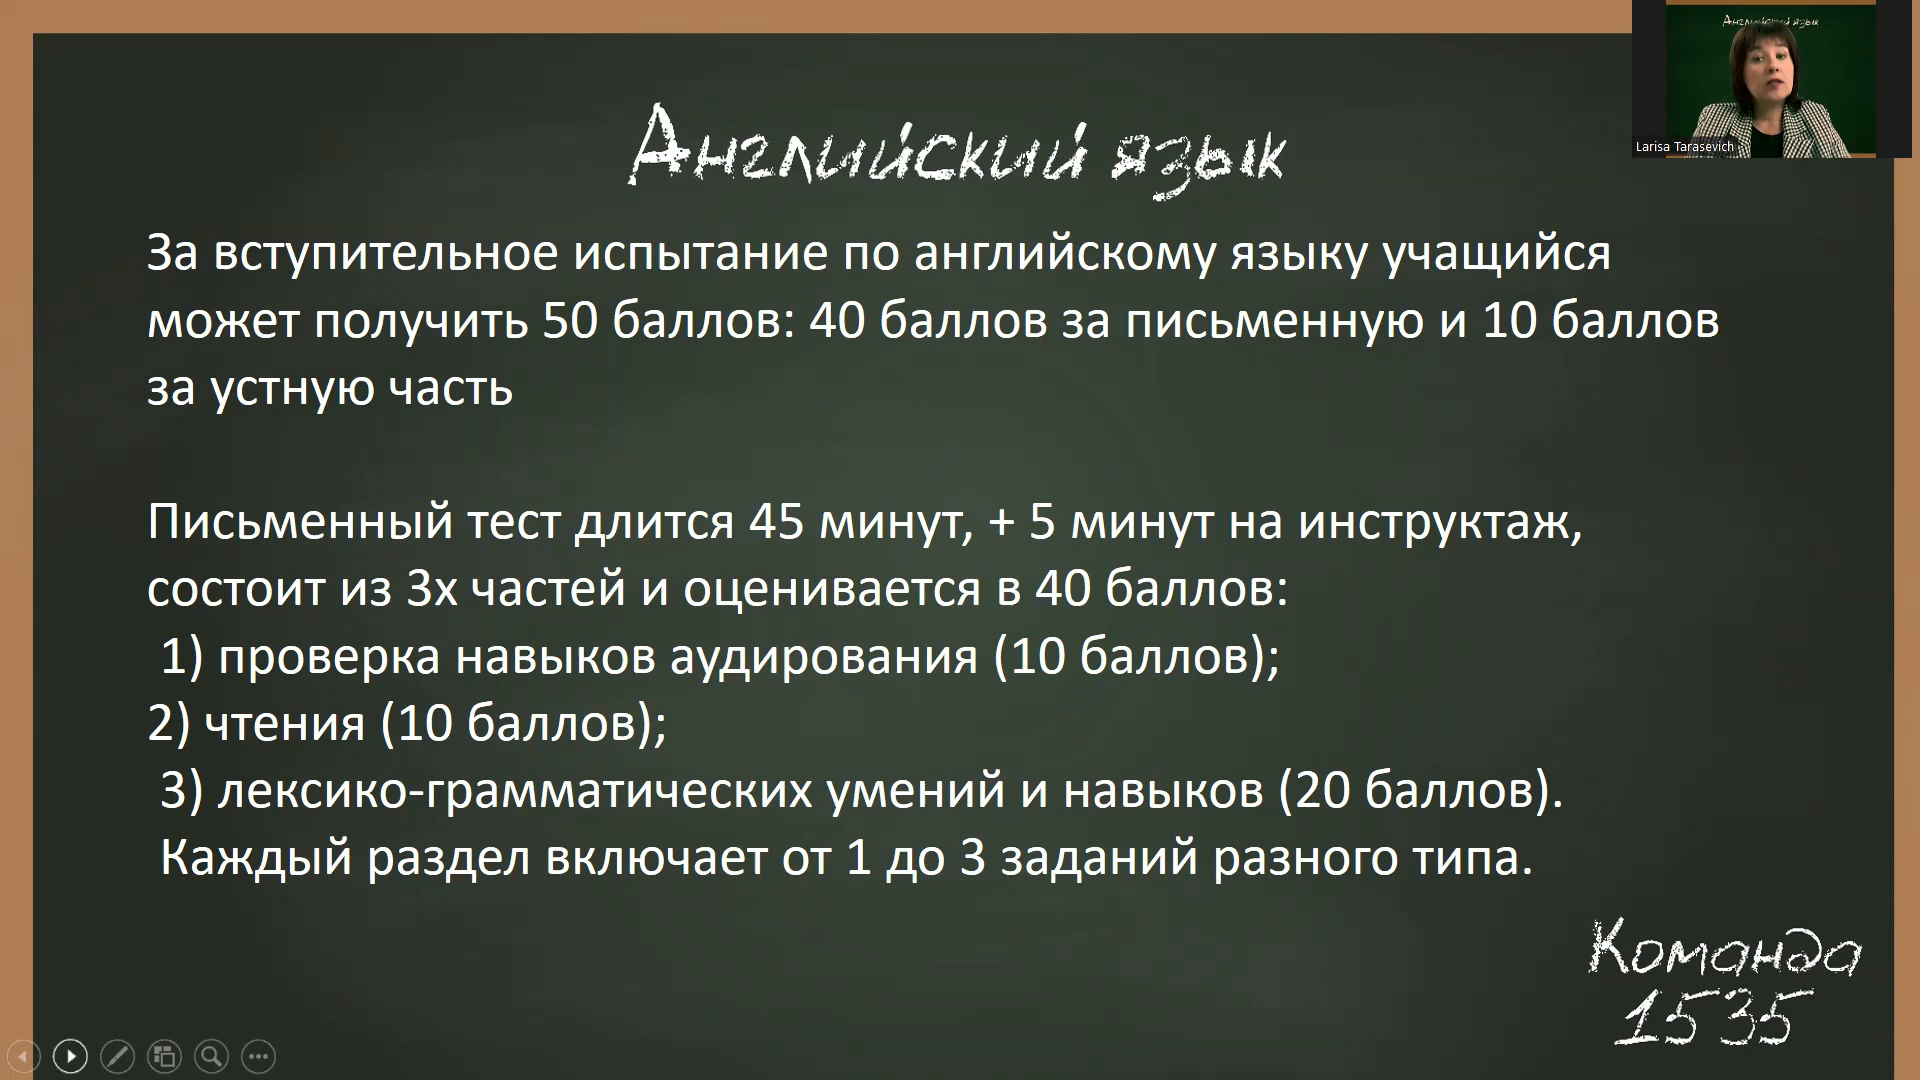 Английский язык
Английский язык
Larisa Tarasevich
За вступительное испытание по английскому языку учащийся
может получить 50 баллов: 40 баллов за письменную и 10 баллов
за устную часть
Письменный тест длится 45 минут, + 5 минут на инструктаж,
состоит из 3х частей и оценивается в 40 баллов:
1) проверка навыков аудирования (10 баллов);
2) чтения (10 баллов);
3) лексико-грамматических умений и навыков (20 баллов).
Каждый раздел включает от 1 до 3 заданий разного типа.
Команда
1535